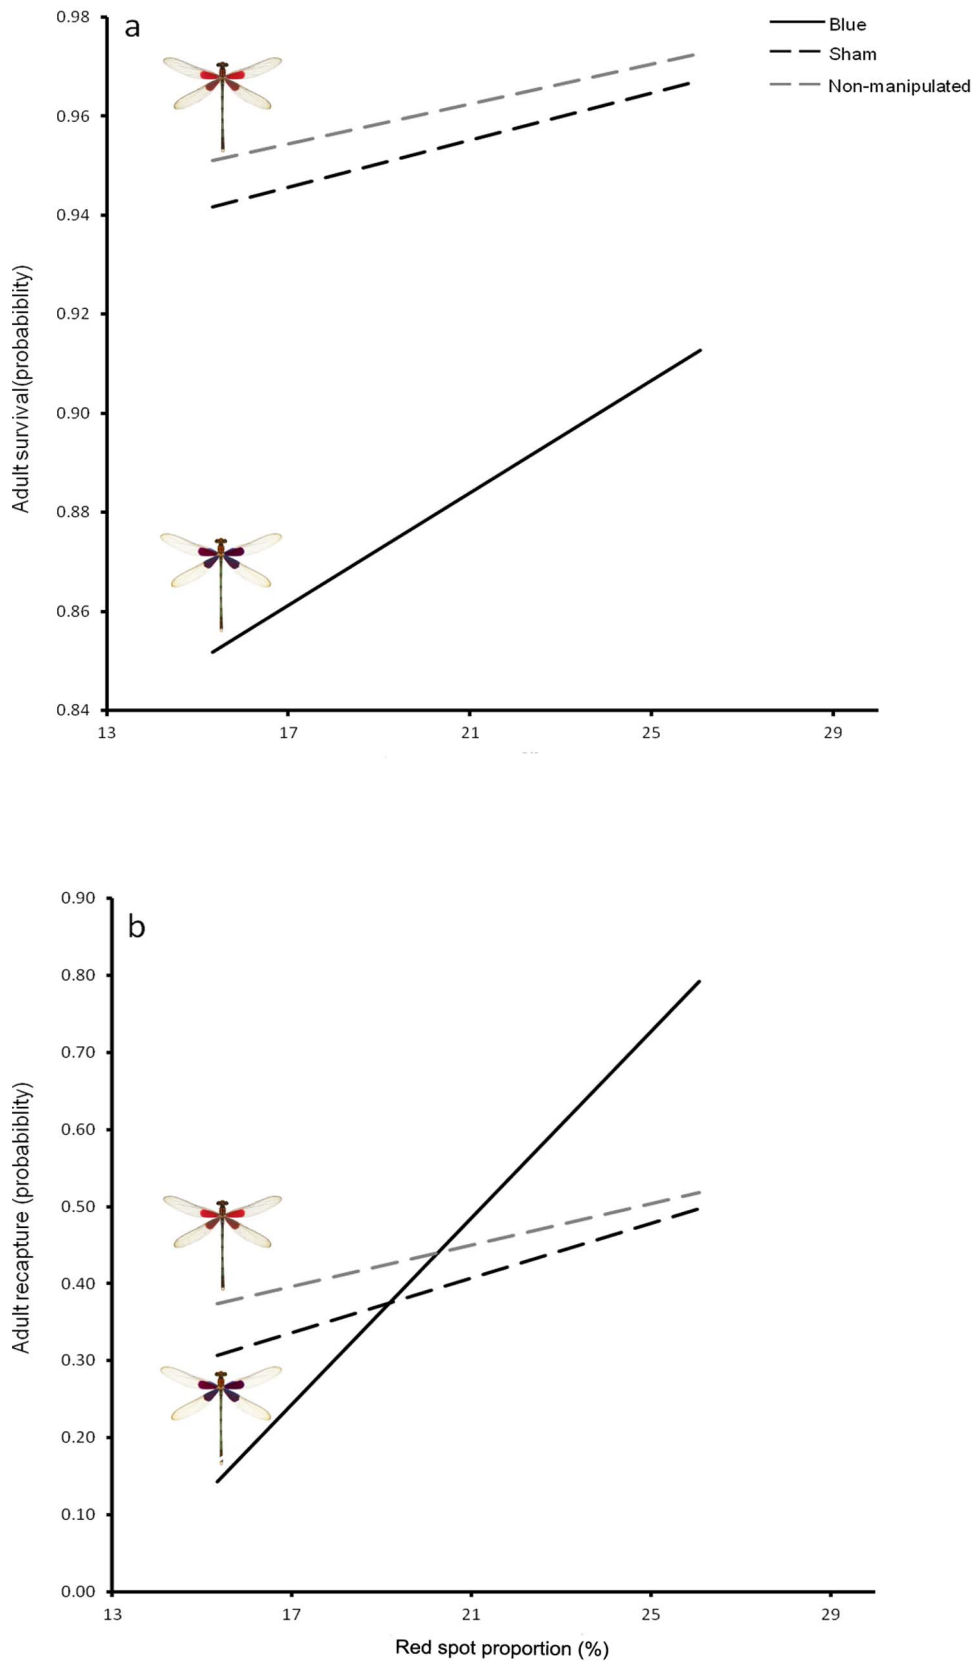 a
Blue
Sham
Non-manipulated
0.98
0.96
0.94
0.92
0.90
0.88
0.86
0.84
Adult survival(probabiblity)
13 17 21 25 29
b
0.90
0.80
0.70
0.60
0.50
0.40
0.30
0.20
0.10
0.00
Adult recapture (probabiblity)
13 17 21 25 29
Red spot proportion (%)